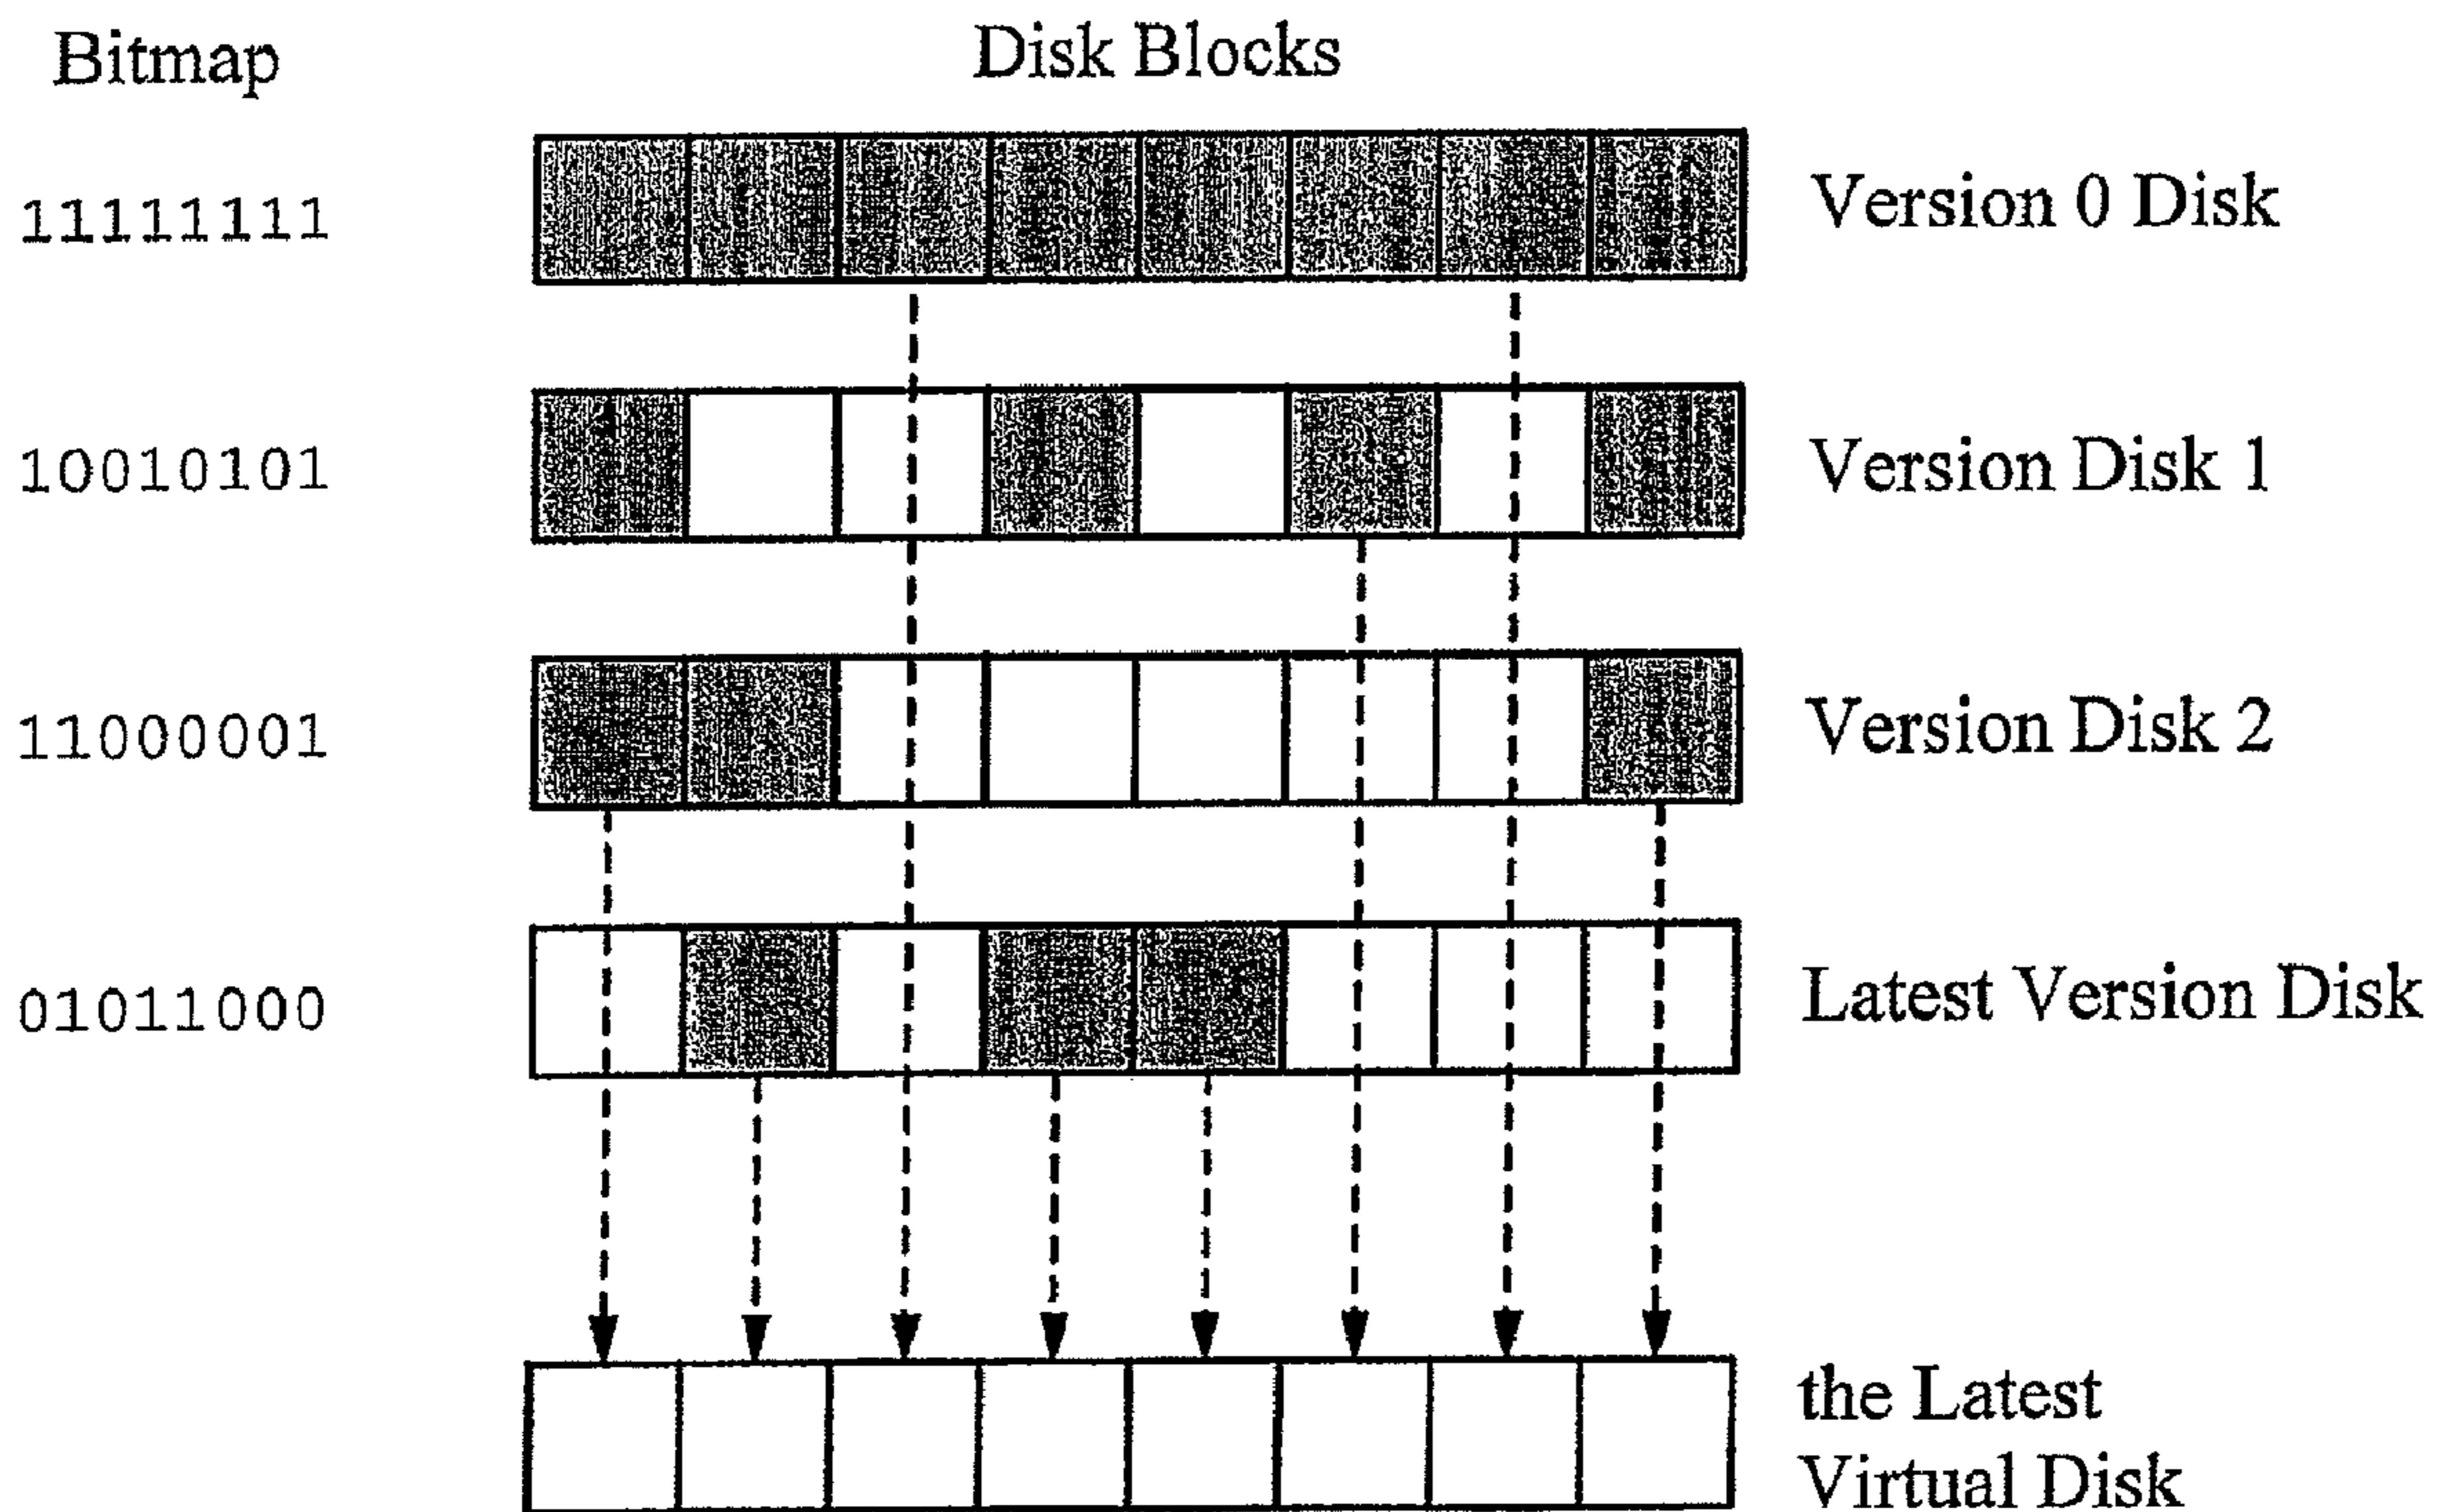 Bitmap
Disk Blocks
11111111
Version 0 Disk
10010101
Version Disk 1
11000001
Version Disk 2
01011000
Latest Version Disk
the Latest
Virtual Disk